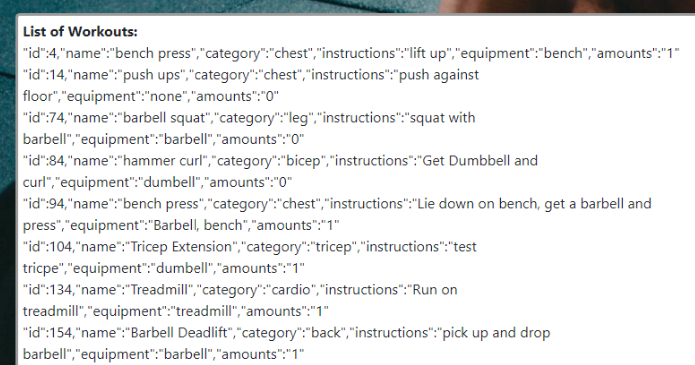 List of Workouts:
"id":4,"name":"bench press","category":"chest","instructions":"lift up","equipment":"bench","amounts":"1"
"id":14,"name":"push ups","category":"chest","instructions":"push against
floor","equipment":"none","amounts":"0"
"id":74,"name":"barbell squat","category":"leg","instructions":"squat with
barbell","equipment":"barbell","amounts":"0"
"id":84,"name":"hammer curl","category":"bicep","instructions":"Get Dumbbell and
curl","equipment":"dumbell","amounts":"0"
"id":94,"name":"bench press","category":"chest","instructions":"Lie down on bench, get a barbell and
press","equipment":"Barbell, bench","amounts":"1"
"id":104,"name":"Tricep Extension","category":"tricep","instructions":"test
tricpe","equipment":"dumbell","amounts":"1"
"id":134,"name":"Treadmill","category":"cardio","instructions":"Run on
treadmill","equipment":"treadmill","amounts":"1"
"id":154,"name":"Barbell Deadlift","category":"back","instructions":"pick up and drop
barbell","equipment":"barbell","amounts":"1"